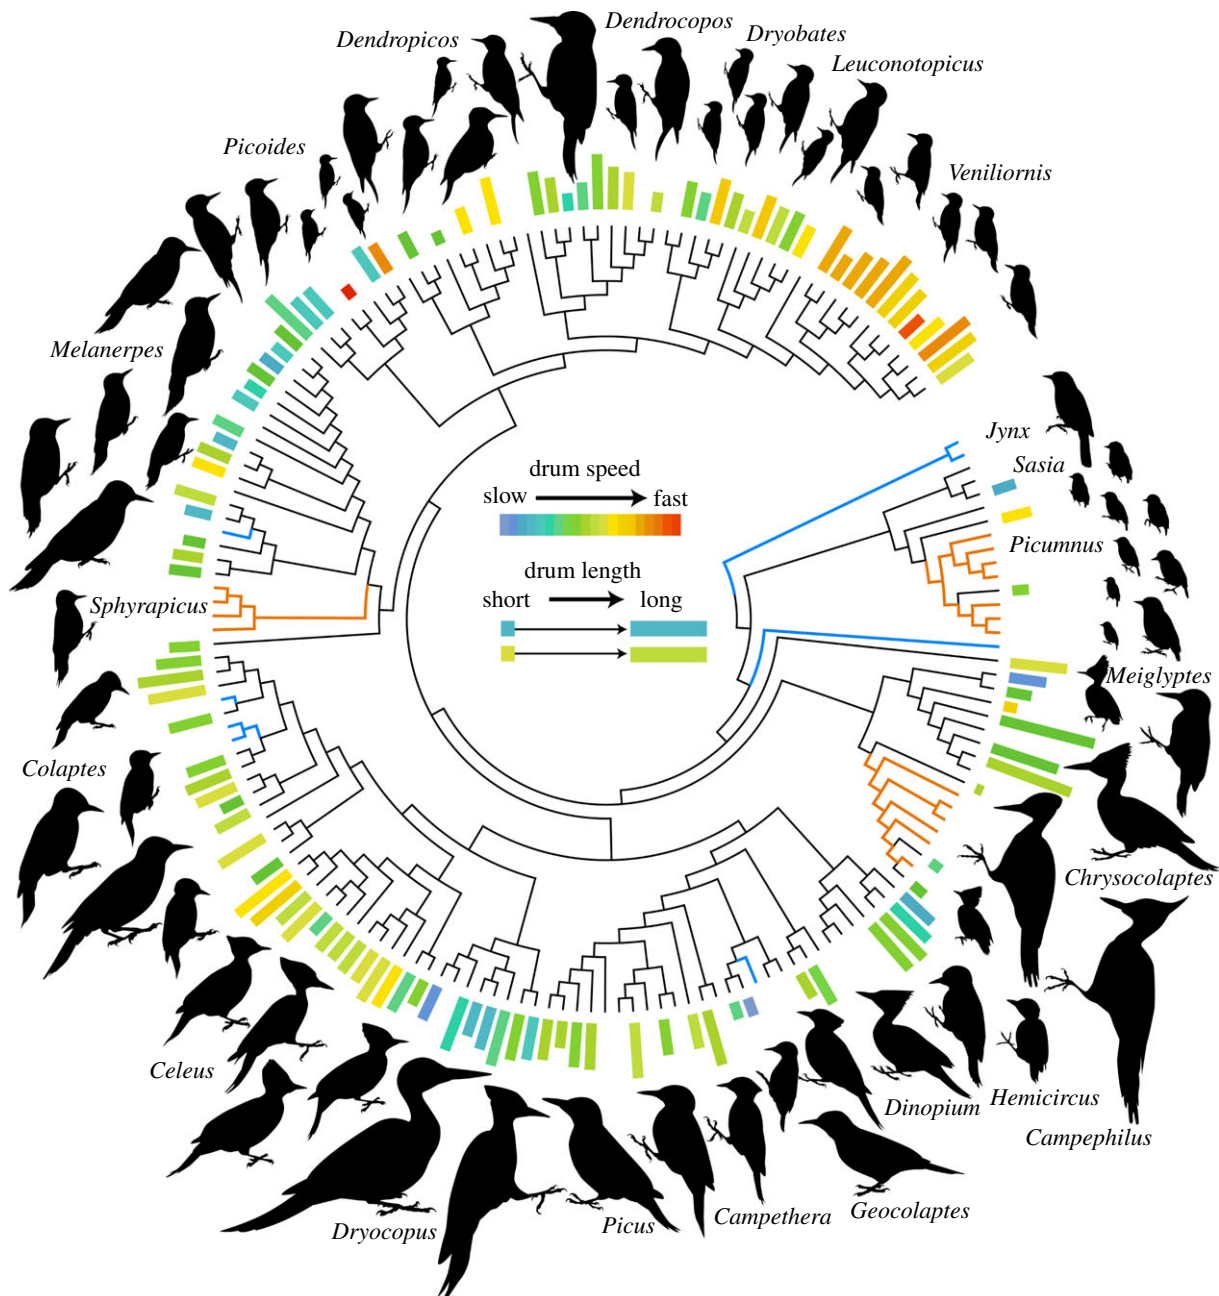 Dendrocopos
Dendropicos
Dryobates
Leuconotopicus
Picoides
Veniliornis
Melanerpes
Jynx
drum speed
Sasia
slow
fast
Picumnus
drum length
short
long
Sphyrapicus
Meiglyptes
Colaptes
Chrysocolaptes
Celeus
Hemicircus
Dinopium
Campephilus
Geocolaptes
Campethera
Picus
Dryocopus